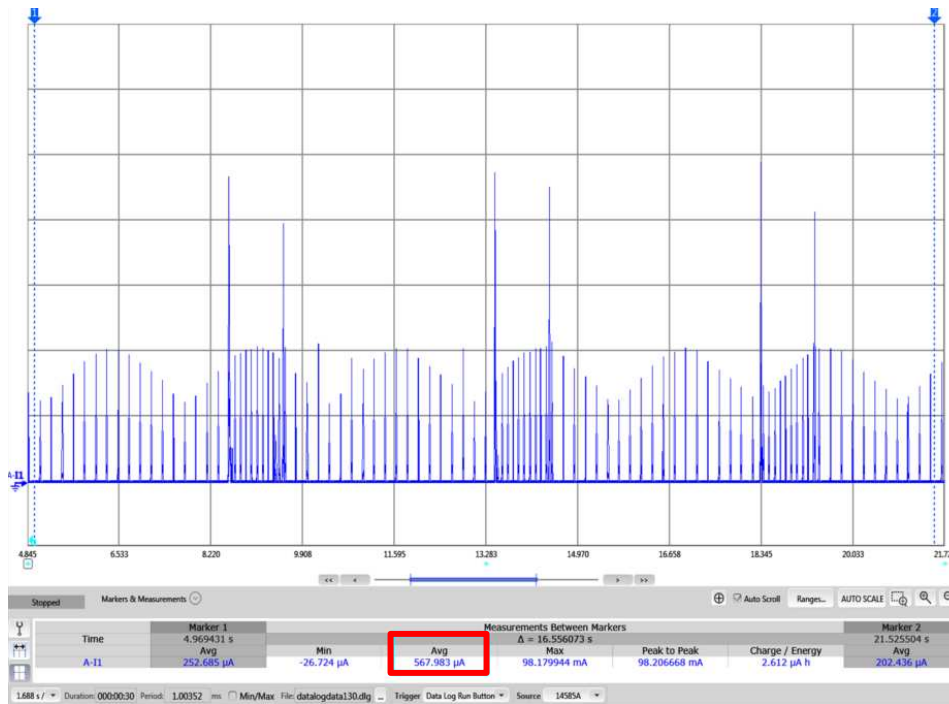 1 2
A-I1
4.845 6.533 8.220 9.908 11.595 13.283 14.970 16.658 18.345 20.033
<< < > >>
Stopped Markers & Measurements Auto Scroll Ranges... AUTO SCALE
Marker 1 Measurements Between Markers Marker 2
Time 4.969431 s Δ = 16.556073 s 21.525504 s
Avg Min Avg Max Peak to Peak Charge / Energy Avg
A-I1 252.685 µA -26.724 µA 567.983 µA 98.179944 mA 98.206668 mA 2.612 µA h 202.436 µA
1.688 s / Duration: 000:00:30 Period: 1.00352 ms Min/Max File: datalogdata130.dlg ... Trigger Data Log Run Button Source 14585A